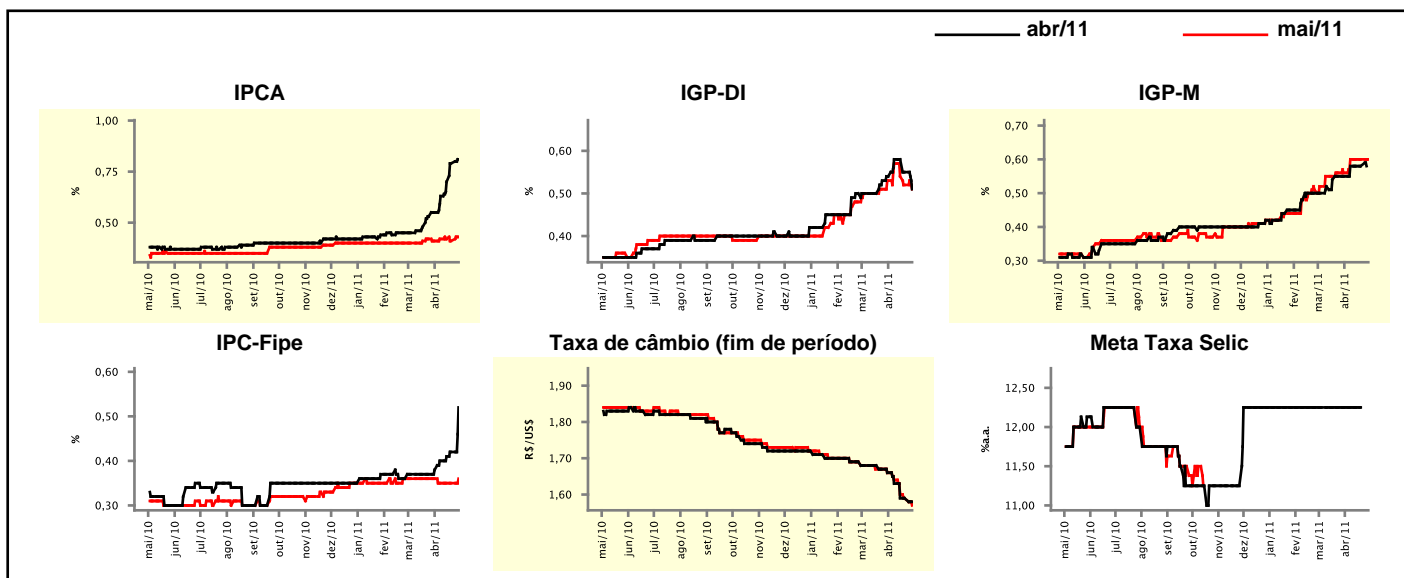 abr/11 mai/11
IPCA
1,00
0,75
0,50
%
mai/10 jun/10 jul/10 ago/10 set/10 out/10 nov/10 dez/10 jan/11 fev/11 mar/11 abr/11
IGP-DI
0,60
0,50
0,40
%
mai/10 jun/10 jul/10 ago/10 set/10 out/10 nov/10 dez/10 jan/11 fev/11 mar/11 abr/11
IGP-M
0,70
0,60
0,50
0,40
0,30
%
mai/10 jun/10 jul/10 ago/10 set/10 out/10 nov/10 dez/10 jan/11 fev/11 mar/11 abr/11
IPC-Fipe
0,60
0,50
0,40
0,30
%
mai/10 jun/10 jul/10 ago/10 set/10 out/10 nov/10 dez/10 jan/11 fev/11 mar/11 abr/11
Taxa de câmbio (fim de período)
1,90
1,80
1,70
1,60
R$/US$
mai/10 jun/10 jul/10 ago/10 set/10 out/10 nov/10 dez/10 jan/11 fev/11 mar/11 abr/11
Meta Taxa Selic
12,50
12,00
11,50
11,00
%a.a.
mai/10 jun/10 jul/10 ago/10 set/10 out/10 nov/10 dez/10 jan/11 fev/11 mar/11 abr/11